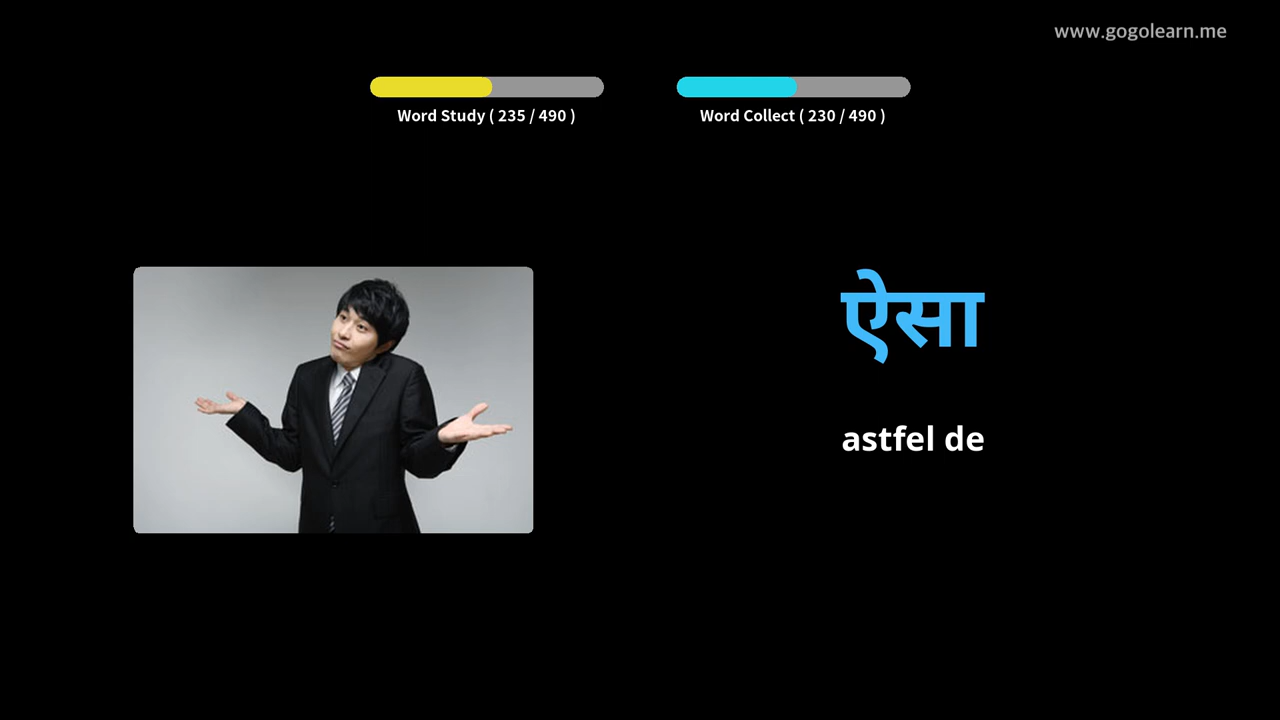 www.gogolearn.me
Word Study ( 235 / 490 )
Word Collect ( 230 / 490 )
ऐसा
astfel de